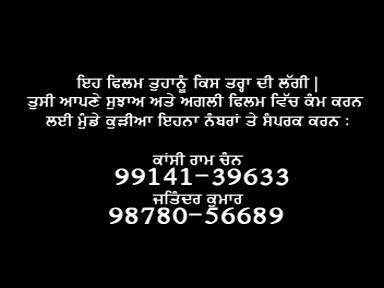 ਇਹ ਫਿਲਮ ਤੁਹਾਨੂੰ ਕਿਸ ਤਰ੍ਹਾ ਦੀ ਲੱਗੀ |
ਤੁਸੀ ਆਪਣੇ ਸੁਝਾਅ ਅਤੇ ਅਗਲੀ ਫਿਲਮ ਵਿੱਚ ਕੰਮ ਕਰਨ
ਲਈ ਮੁੰਡੇ ਕੁੜੀਆ ਇਹਨਾ ਨੰਬਰਾਂ ਤੇ ਸੰਪਰਕ ਕਰਨ :
ਕਾਂਸੀ ਰਾਮ ਚੰਨ
99141-39633
ਜਤਿੰਦਰ ਕੁਮਾਰ
98780-56689